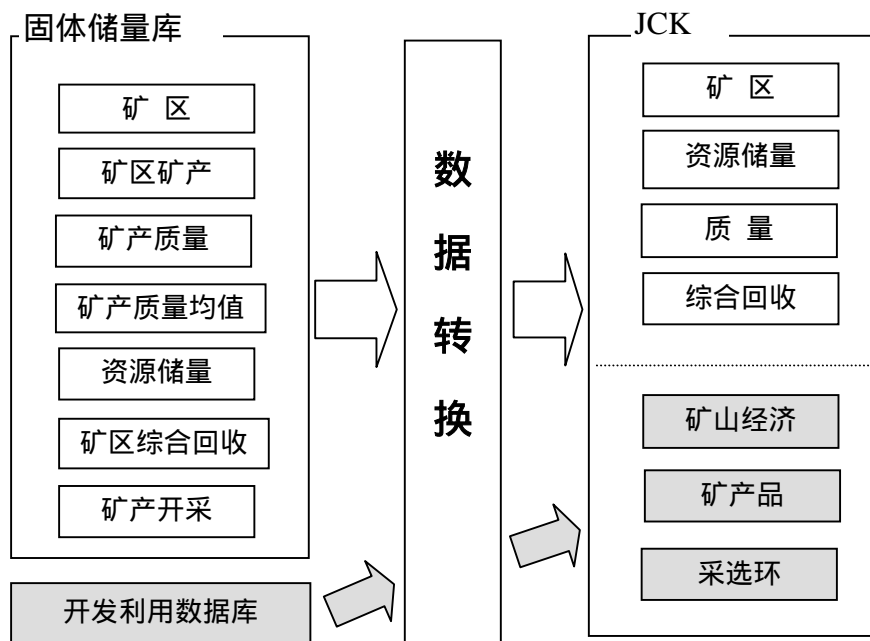 固体储量库
矿 区
矿区矿产
矿产质量
矿产质量均值
资源储量
矿区综合回收
矿产开采
开发利用数据库
数
据
转
换
JCK
矿 区
资源储量
质 量
综合回收
矿山经济
矿产品
采选环